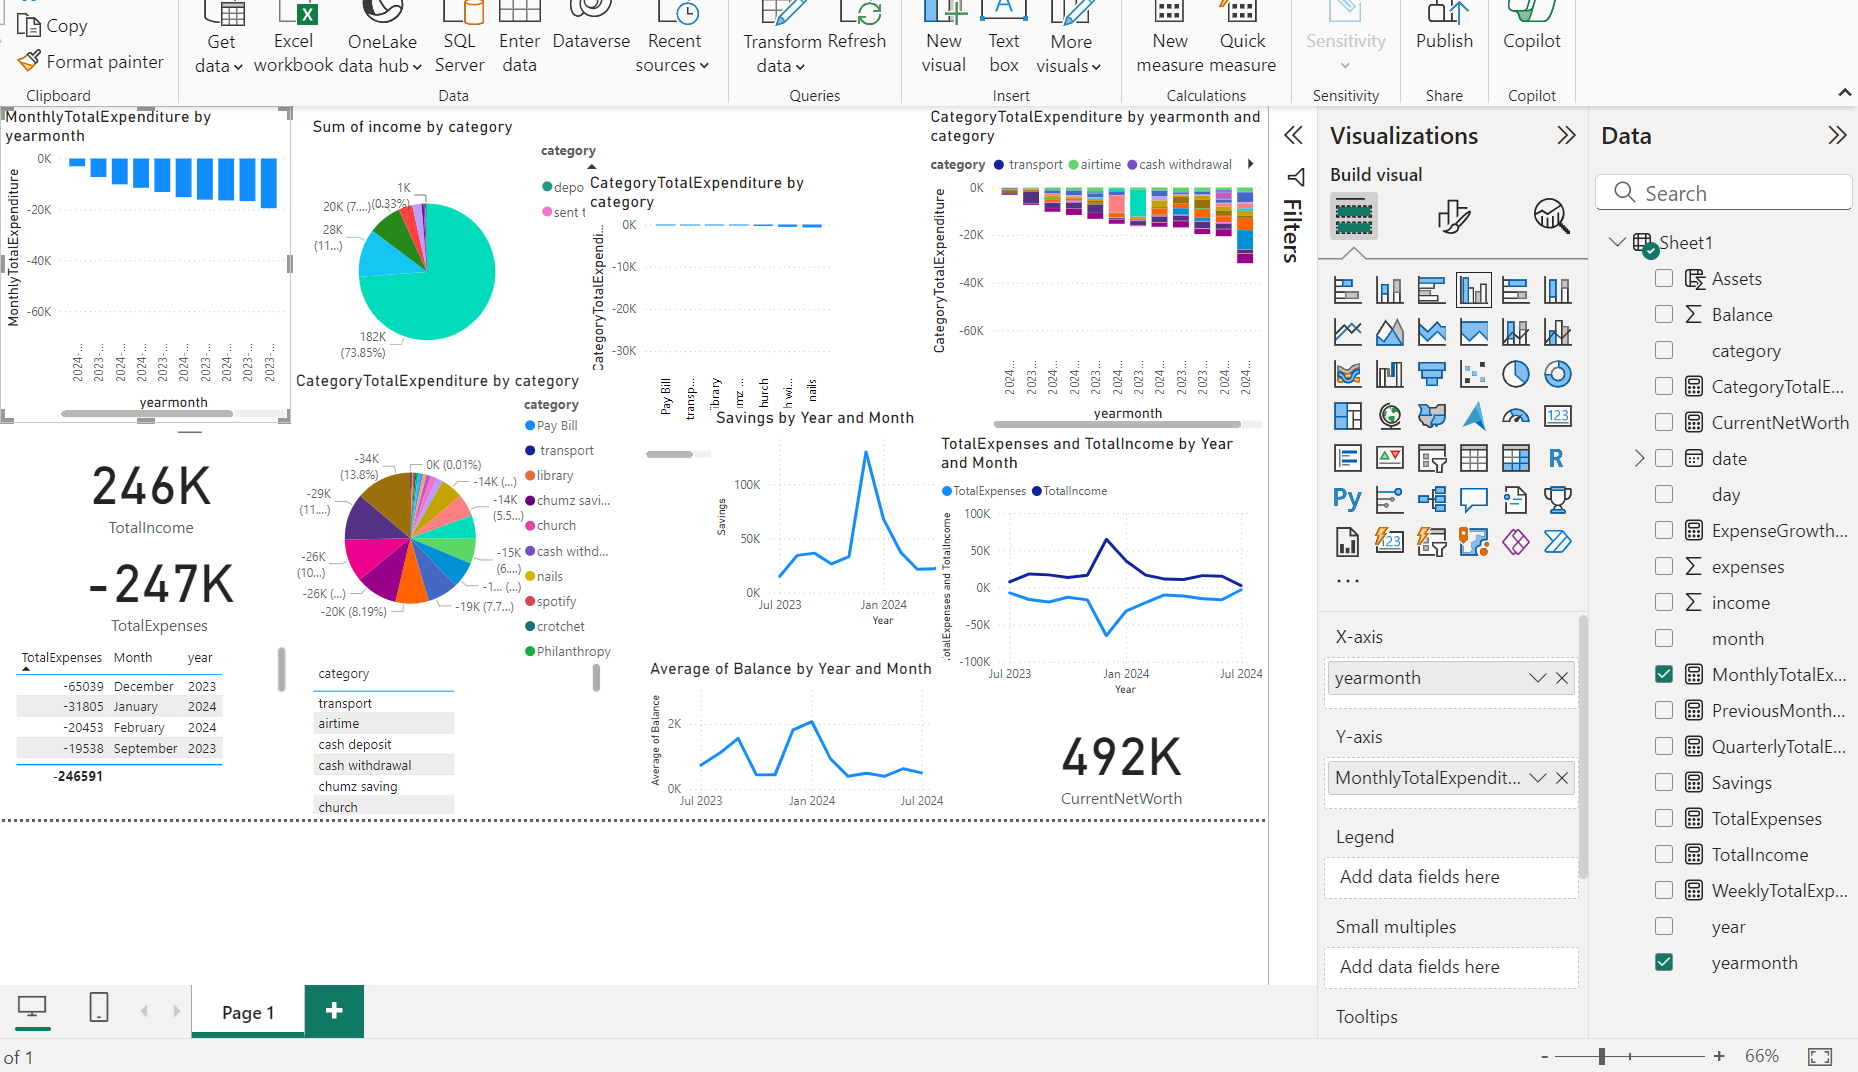 Copy
Format painter
Clipboard
Get data
Excel workbook
OneLake data hub
SQL Server
Enter data
Dataverse
Recent sources
Data
Transform data
Refresh
Queries
New visual
Text box
More visuals
Insert
New measure
Quick measure
Calculations
Sensitivity
Sensitivity
Publish
Share
Copilot
Copilot
MonthlyTotalExpenditure by
yearmonth
MonthlyTotalExpenditure
0K
-20K
-40K
-60K
2024-...
2023-...
2024-...
2024-...
2023-...
2024-...
2023-...
2024-...
2023-...
yearmonth
Sum of income by category
category
depo
sent t
1K
(0.33%)
20K (7....)
28K
(11...)
182K
(73.85%)
CategoryTotalExpenditure by
category
CategoryTotalExpendi...
0K
-10K
-20K
-30K
Pay Bill
transp...
library
church
nails
CategoryTotalExpenditure by yearmonth and
category
category
transport
airtime
cash withdrawal
CategoryTotalExpenditure
0K
-20K
-40K
-60K
2024...
2023...
2024...
2024...
2023...
2024...
2023...
2024...
2024...
2023...
2023...
2024...
yearmonth
CategoryTotalExpenditure by category
category
Pay Bill
transport
library
chumz savi...
church
cash withd...
nails
spotify
crotchet
Philanthropy
-34K
(13.8%)
0K (0.01%)
-14K (...)
-14K
(5.5...)
-15K
(6....)
-1... (...)
-19K (7.7...)
-20K (8.19%)
-26K (...)
-26K
(10...)
-29K
(11....)
Savings by Year and Month
Savings
100K
50K
0K
Jul 2023
Jan 2024
Year
TotalExpenses and TotalIncome by Year
and Month
TotalExpenses
TotalIncome
100K
50K
0K
-50K
-100K
Jul 2023
Jan 2024
Jul 2024
Year
246K
TotalIncome
-247K
TotalExpenses
TotalExpenses Month year
-65039 December 2023
-31805 January 2024
-20453 February 2024
-19538 September 2023
-246591
category
transport
airtime
cash deposit
cash withdrawal
chumz saving
church
Average of Balance by Year and Month
Average of Balance
2K
0K
Jul 2023
Jan 2024
Jul 2024
492K
CurrentNetWorth
Filters
Visualizations
Build visual
123
R
Py
123
...
X-axis
yearmonth
Y-axis
MonthlyTotalExpendit...
Legend
Add data fields here
Small multiples
Add data fields here
Tooltips
Data
Search
Sheet1
Assets
Balance
category
CategoryTotalE...
CurrentNetWorth
date
day
ExpenseGrowth...
expenses
income
month
MonthlyTotalEx...
PreviousMonth...
QuarterlyTotalE...
Savings
TotalExpenses
TotalIncome
WeeklyTotalExp...
year
yearmonth
Page 1
of 1
66%